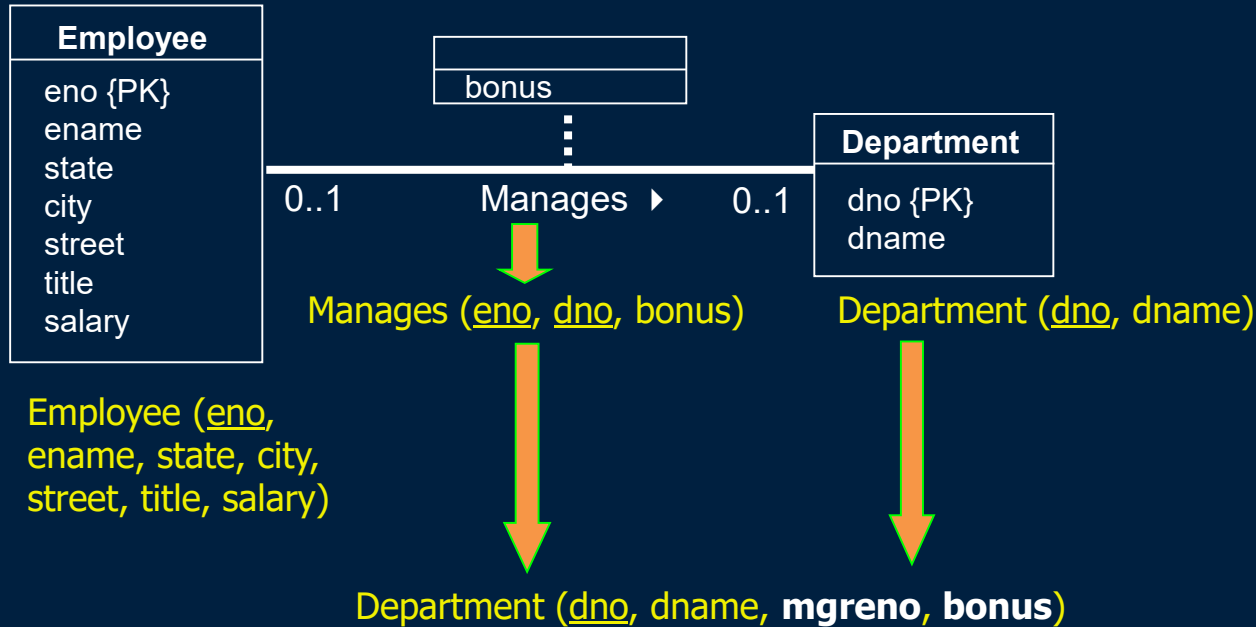 Employee
eno {PK}
ename
state
city
street
title
salary
bonus
0..1
Manages
0..1
Department
dno {PK}
dname
Manages (eno, dno, bonus)
Department (dno, dname)
Employee (eno,
ename, state, city,
street, title, salary)
Department (dno, dname, mgreno, bonus)